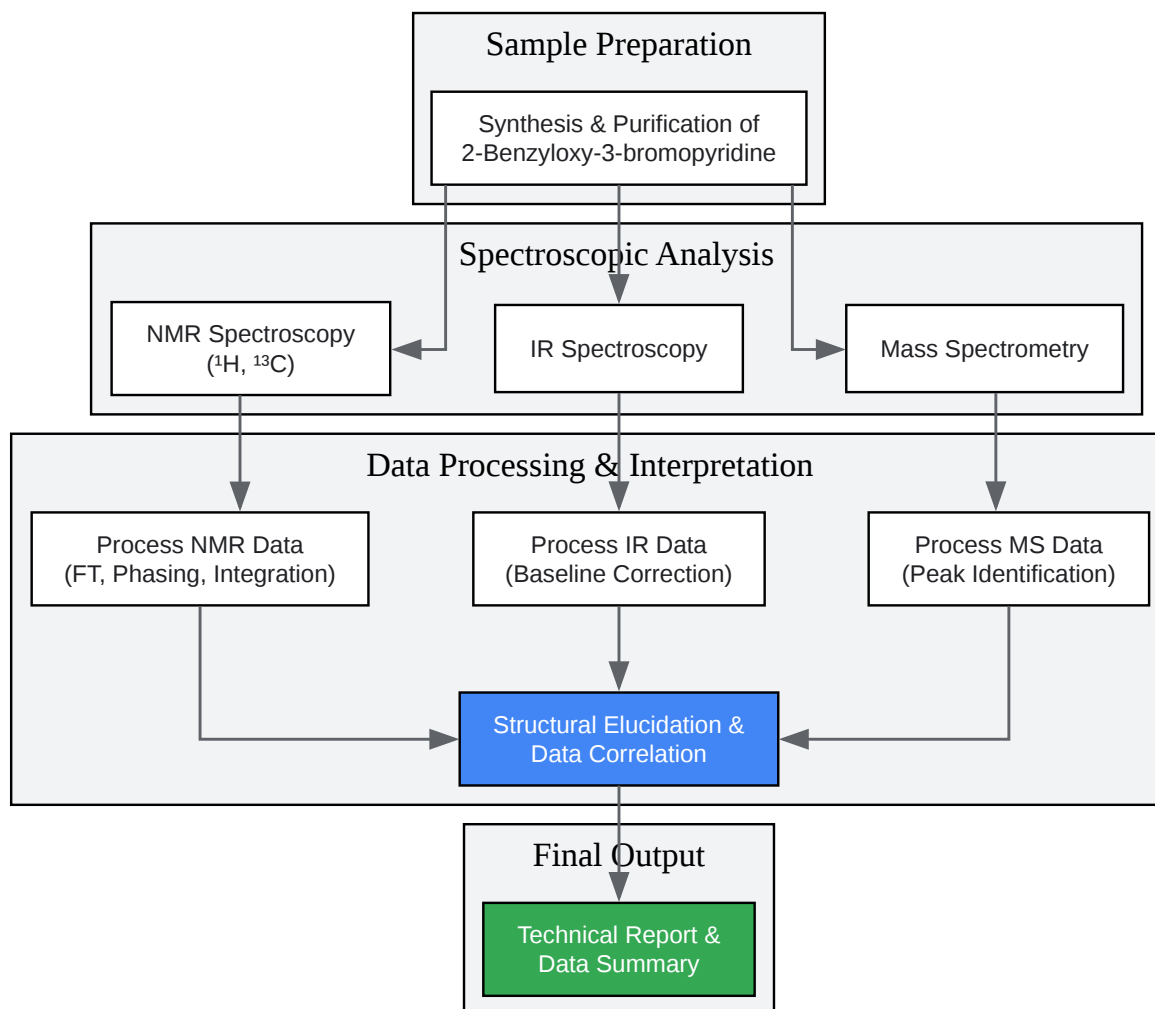 Sample Preparation
Synthesis & Purification of
2-Benzyloxy-3-bromopyridine
Spectroscopic Analysis
NMR Spectroscopy
(¹H, ¹³C)
IR Spectroscopy
Mass Spectrometry
Data Processing & Interpretation
Process NMR Data
(FT, Phasing, Integration)
Process IR Data
(Baseline Correction)
Process MS Data
(Peak Identification)
Structural Elucidation &
Data Correlation
Final Output
Technical Report &
Data Summary